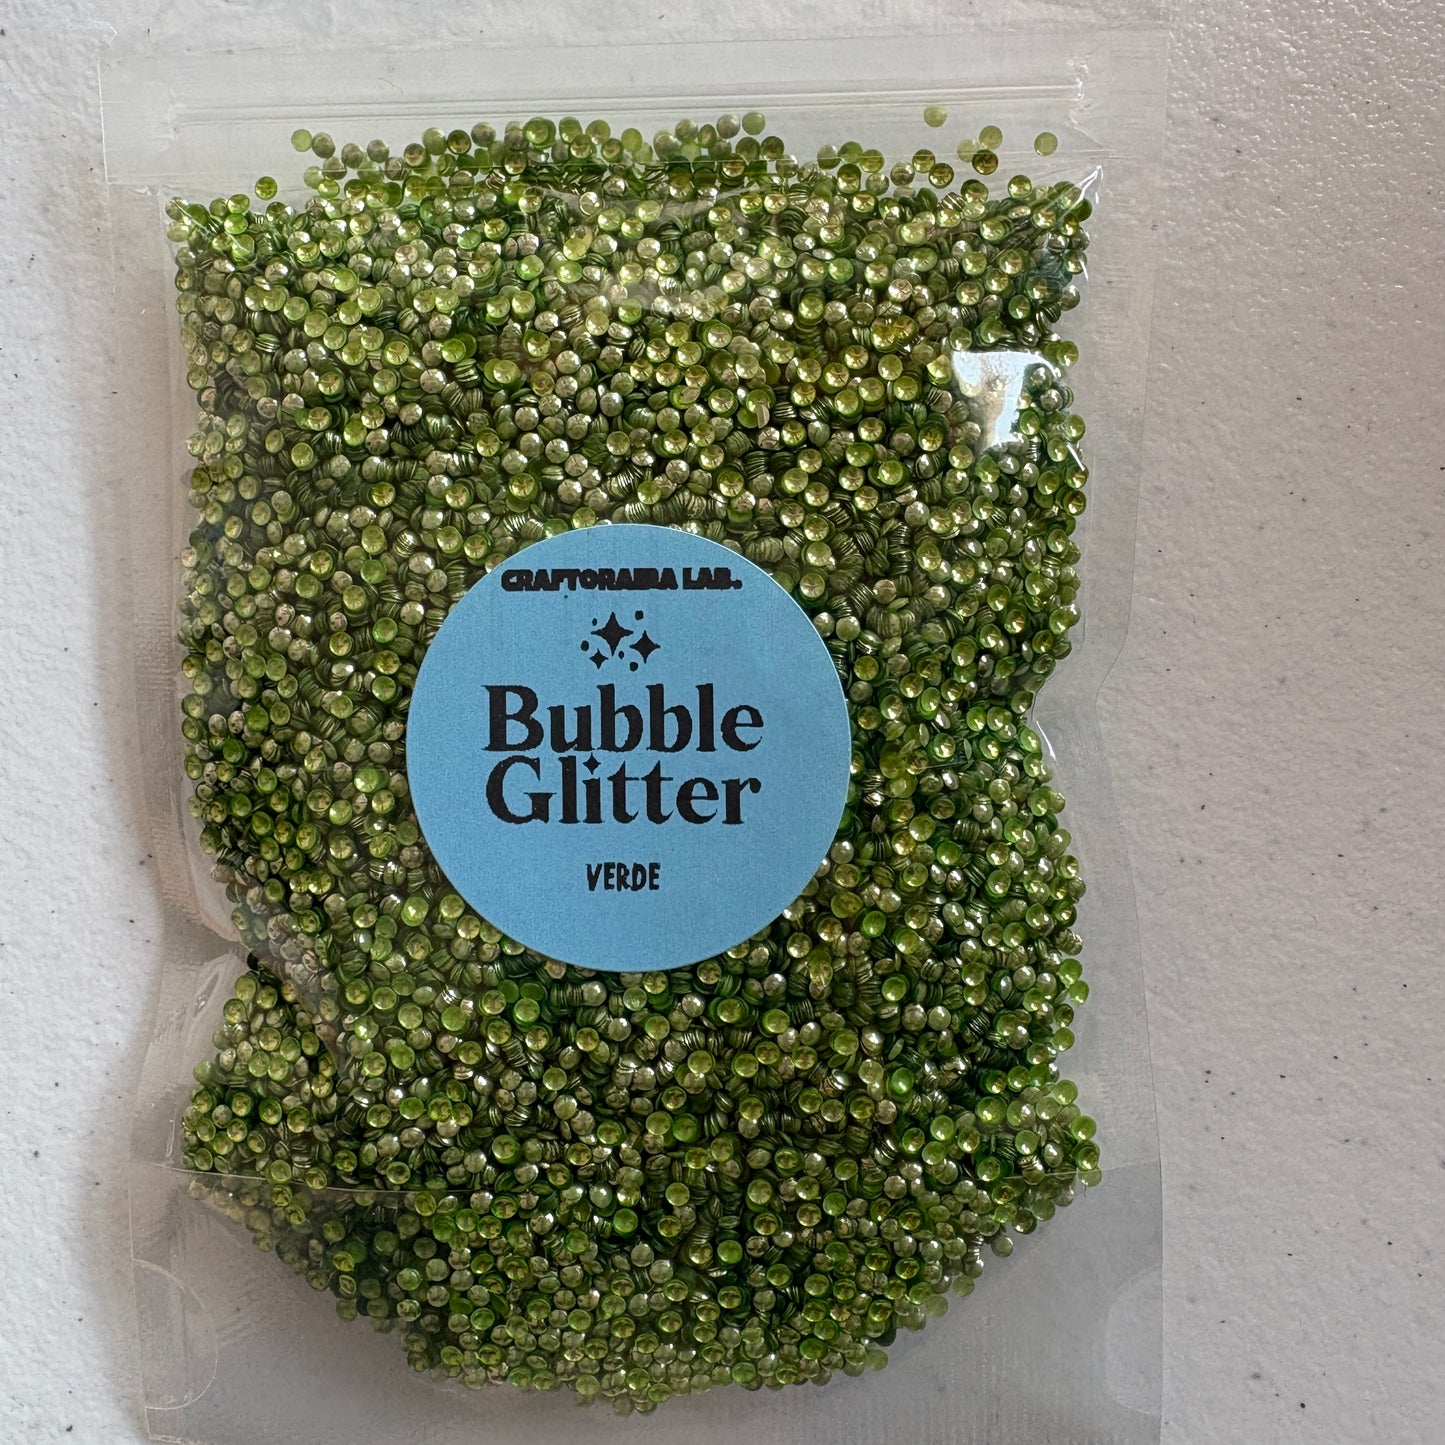 CRAFTORAMA LAB.
Bubble
Glitter
VERDE